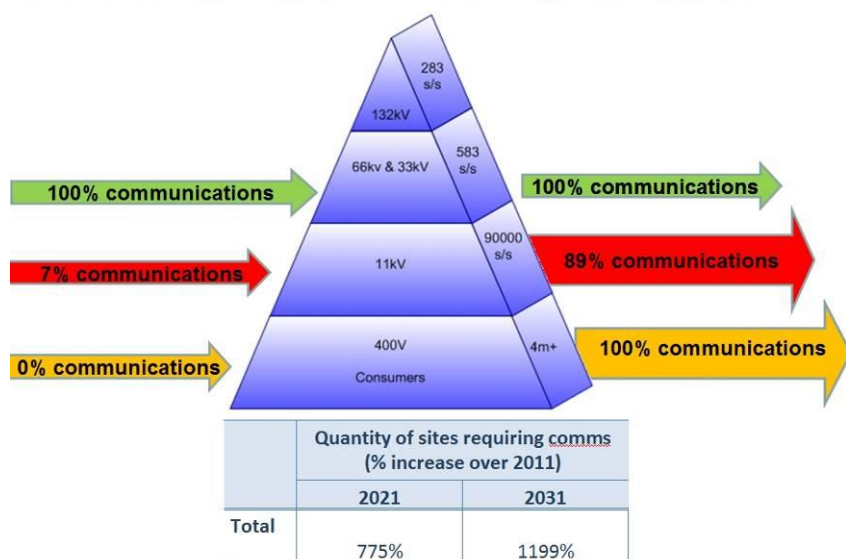 283
s/s
132kV
66kv & 33kV
583
s/s
100% communications
100% communications
90000
s/s
7% communications
11kV
89% communications
400V
4m+
0% communications
Consumers
100% communications
Quantity of sites requiring comms
(% increase over 2011)
2021
2031
Total
775%
1199%